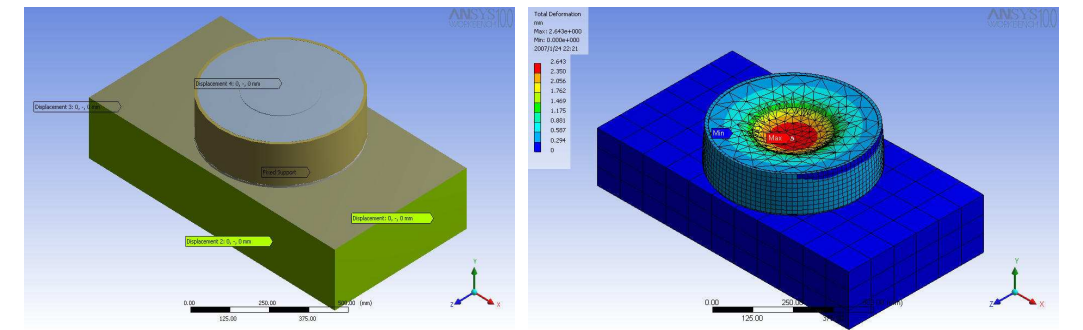 ANSYS
WORKBENCH
Displacement 4: 0, -, 0 mm
Displacement 3: 0, -, 0 mm
Fixed Support
Displacement: 0, -, 0 mm
Displacement 2: 0, -, 0 mm
Y
Z
X
0.00
250.00
500.00 (mm)
125.00
375.00
Total Deformation
mm
Max: 2.643e+000
Min: 0.000e+000
2007/1/24 22:21
2.643
2.350
2.056
1.762
1.469
1.175
0.881
0.587
0.294
0
ANSYS
WORKBENCH
Min
Max
Y
Z
X
0.00
125.00